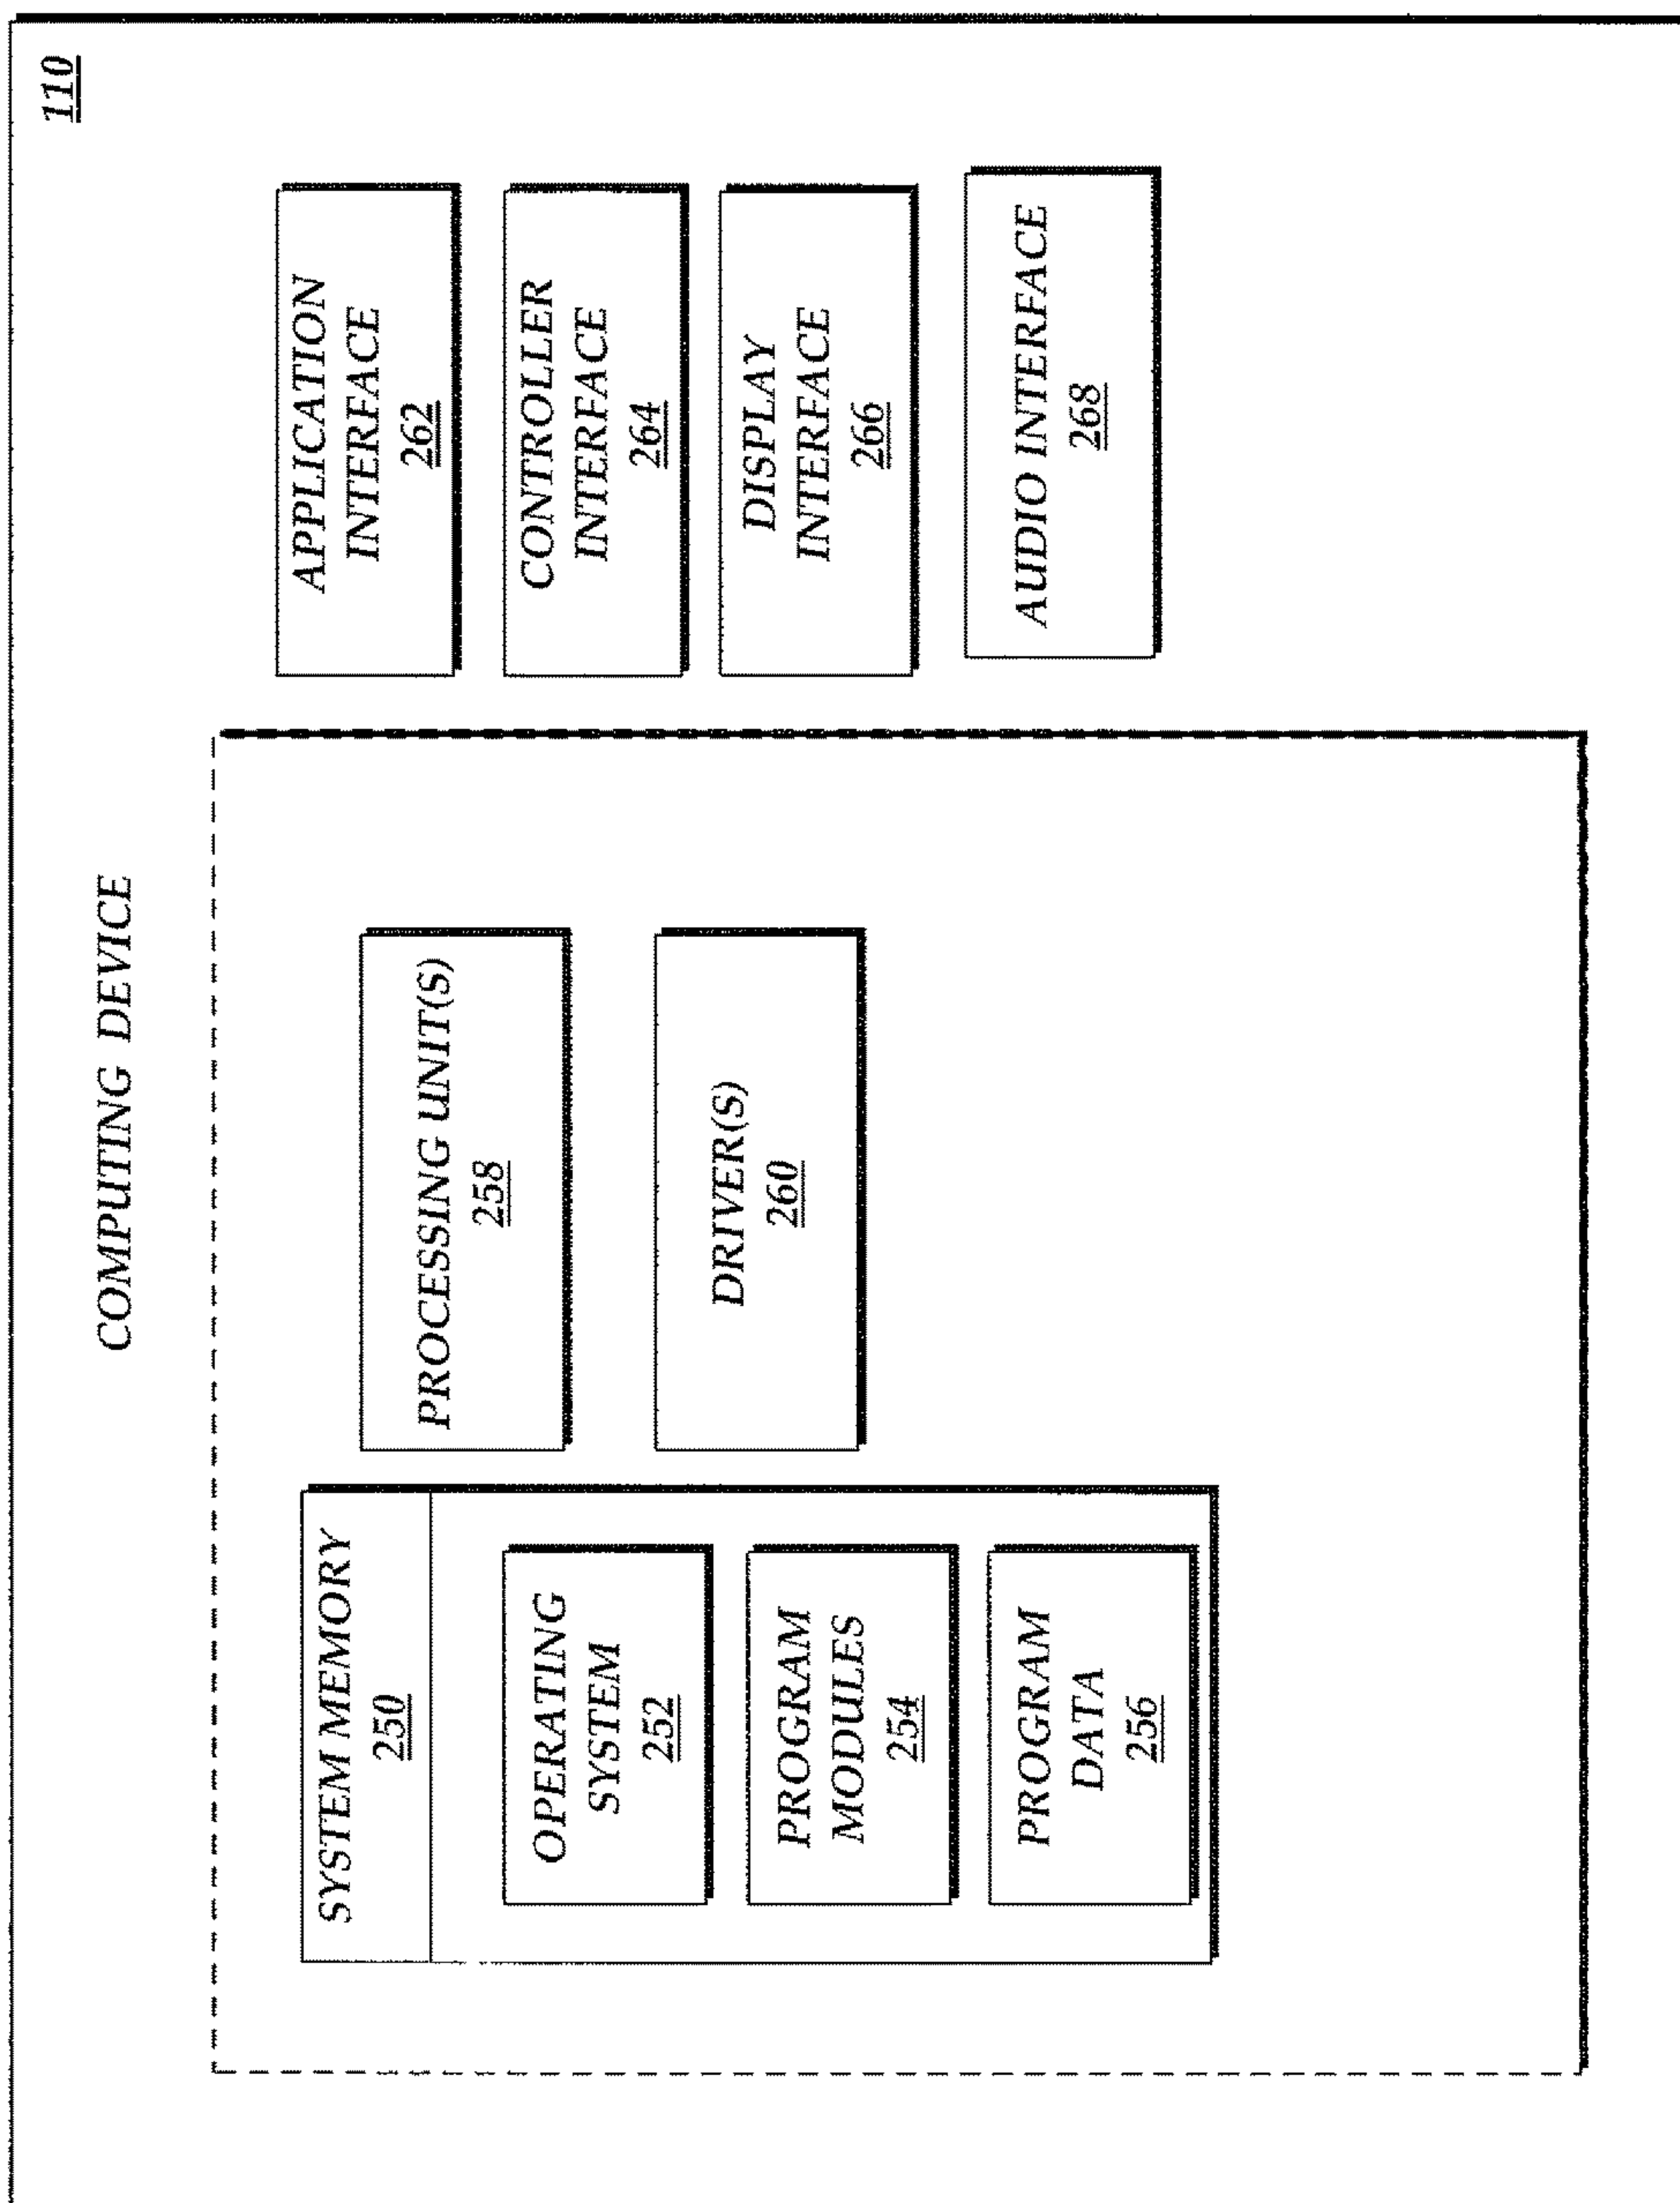 110
COMPUTING DEVICE
SYSTEM MEMORY
250
OPERATING
SYSTEM
252
PROGRAM
MODULES
254
PROGRAM
DATA
256
PROCESSING UNIT(S)
258
DRIVER(S)
260
APPLICATION
INTERFACE
262
CONTROLLER
INTERFACE
264
DISPLAY
INTERFACE
266
AUDIO INTERFACE
268